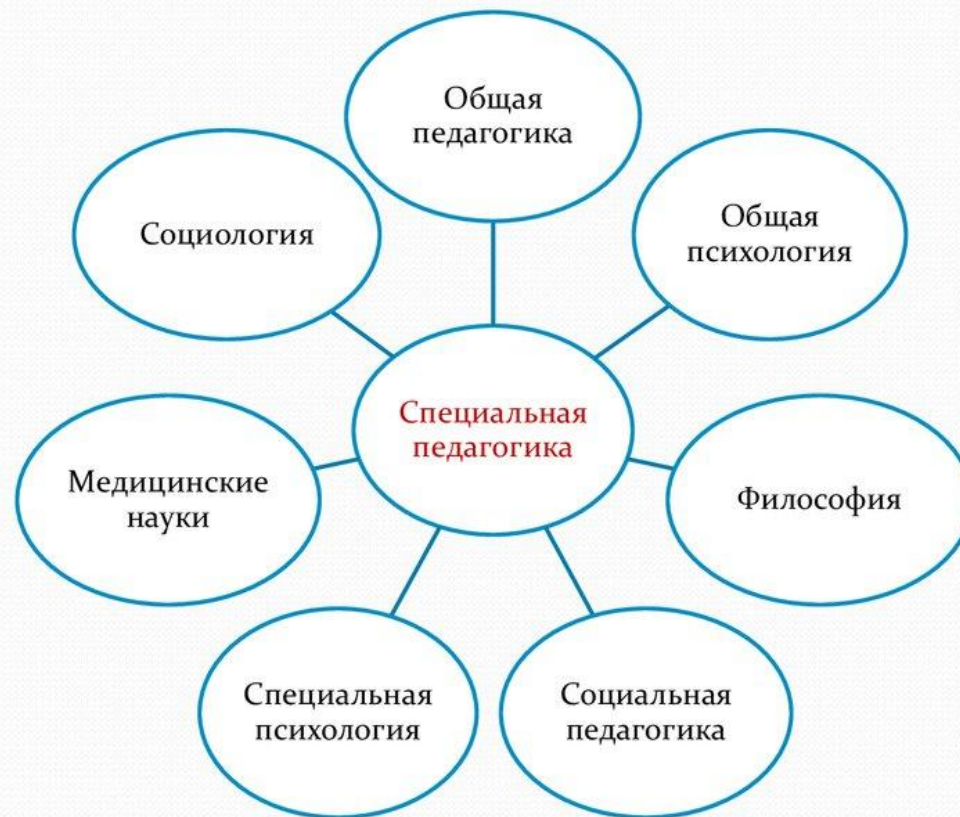 Общая
педагогика
Социология
Общая
психология
Специальная
педагогика
Медицинские
науки
Философия
Специальная
психология
Социальная
педагогика